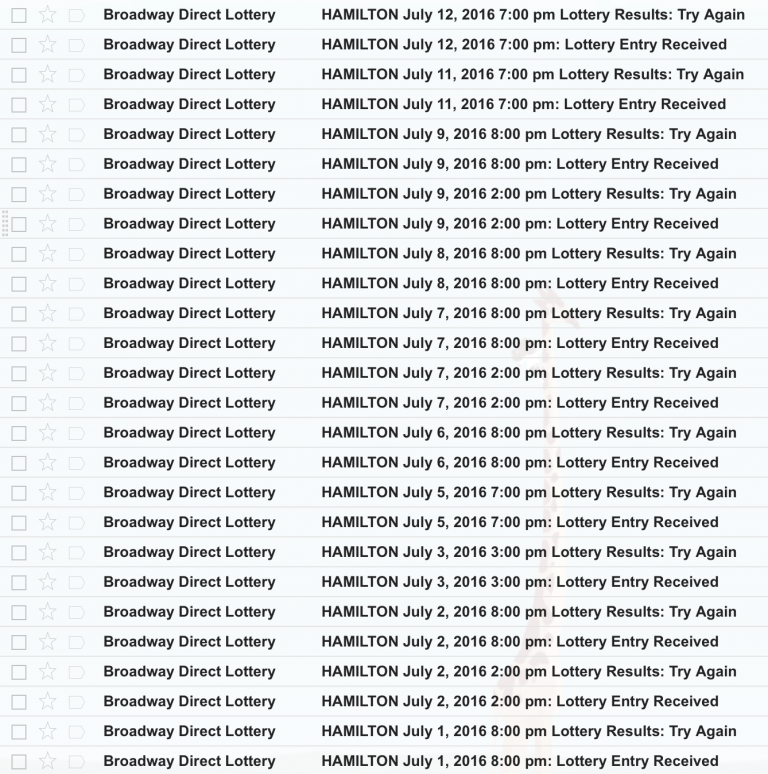 Broadway Direct Lottery HAMILTON July 12, 2016 7:00 pm Lottery Results: Try Again
Broadway Direct Lottery HAMILTON July 12, 2016 7:00 pm: Lottery Entry Received
Broadway Direct Lottery HAMILTON July 11, 2016 7:00 pm Lottery Results: Try Again
Broadway Direct Lottery HAMILTON July 11, 2016 7:00 pm: Lottery Entry Received
Broadway Direct Lottery HAMILTON July 9, 2016 8:00 pm Lottery Results: Try Again
Broadway Direct Lottery HAMILTON July 9, 2016 8:00 pm: Lottery Entry Received
Broadway Direct Lottery HAMILTON July 9, 2016 2:00 pm Lottery Results: Try Again
Broadway Direct Lottery HAMILTON July 9, 2016 2:00 pm: Lottery Entry Received
Broadway Direct Lottery HAMILTON July 8, 2016 8:00 pm Lottery Results: Try Again
Broadway Direct Lottery HAMILTON July 8, 2016 8:00 pm: Lottery Entry Received
Broadway Direct Lottery HAMILTON July 7, 2016 8:00 pm Lottery Results: Try Again
Broadway Direct Lottery HAMILTON July 7, 2016 8:00 pm: Lottery Entry Received
Broadway Direct Lottery HAMILTON July 7, 2016 2:00 pm Lottery Results: Try Again
Broadway Direct Lottery HAMILTON July 7, 2016 2:00 pm: Lottery Entry Received
Broadway Direct Lottery HAMILTON July 6, 2016 8:00 pm Lottery Results: Try Again
Broadway Direct Lottery HAMILTON July 6, 2016 8:00 pm: Lottery Entry Received
Broadway Direct Lottery HAMILTON July 5, 2016 7:00 pm Lottery Results: Try Again
Broadway Direct Lottery HAMILTON July 5, 2016 7:00 pm: Lottery Entry Received
Broadway Direct Lottery HAMILTON July 3, 2016 3:00 pm Lottery Results: Try Again
Broadway Direct Lottery HAMILTON July 3, 2016 3:00 pm: Lottery Entry Received
Broadway Direct Lottery HAMILTON July 2, 2016 8:00 pm Lottery Results: Try Again
Broadway Direct Lottery HAMILTON July 2, 2016 8:00 pm: Lottery Entry Received
Broadway Direct Lottery HAMILTON July 2, 2016 2:00 pm Lottery Results: Try Again
Broadway Direct Lottery HAMILTON July 2, 2016 2:00 pm: Lottery Entry Received
Broadway Direct Lottery HAMILTON July 1, 2016 8:00 pm Lottery Results: Try Again
Broadway Direct Lottery HAMILTON July 1, 2016 8:00 pm: Lottery Entry Received